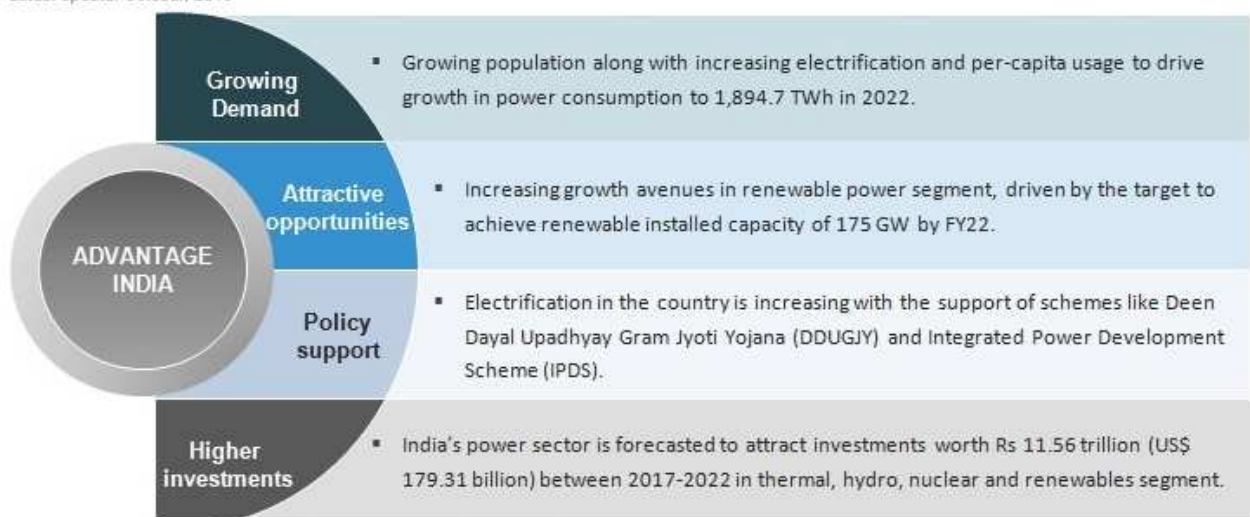 ADVANTAGE
INDIA
Growing
Demand
▪ Growing population along with increasing electrification and per-capita usage to drive
growth in power consumption to 1,894.7 TWh in 2022.
Attractive
opportunities
▪ Increasing growth avenues in renewable power segment, driven by the target to
achieve renewable installed capacity of 175 GW by FY22.
Policy
support
▪ Electrification in the country is increasing with the support of schemes like Deen
Dayal Upadhyay Gram Jyoti Yojana (DDUGJY) and Integrated Power Development
Scheme (IPDS).
Higher
investments
▪ India’s power sector is forecasted to attract investments worth Rs 11.56 trillion (US$
179.31 billion) between 2017-2022 in thermal, hydro, nuclear and renewables segment.